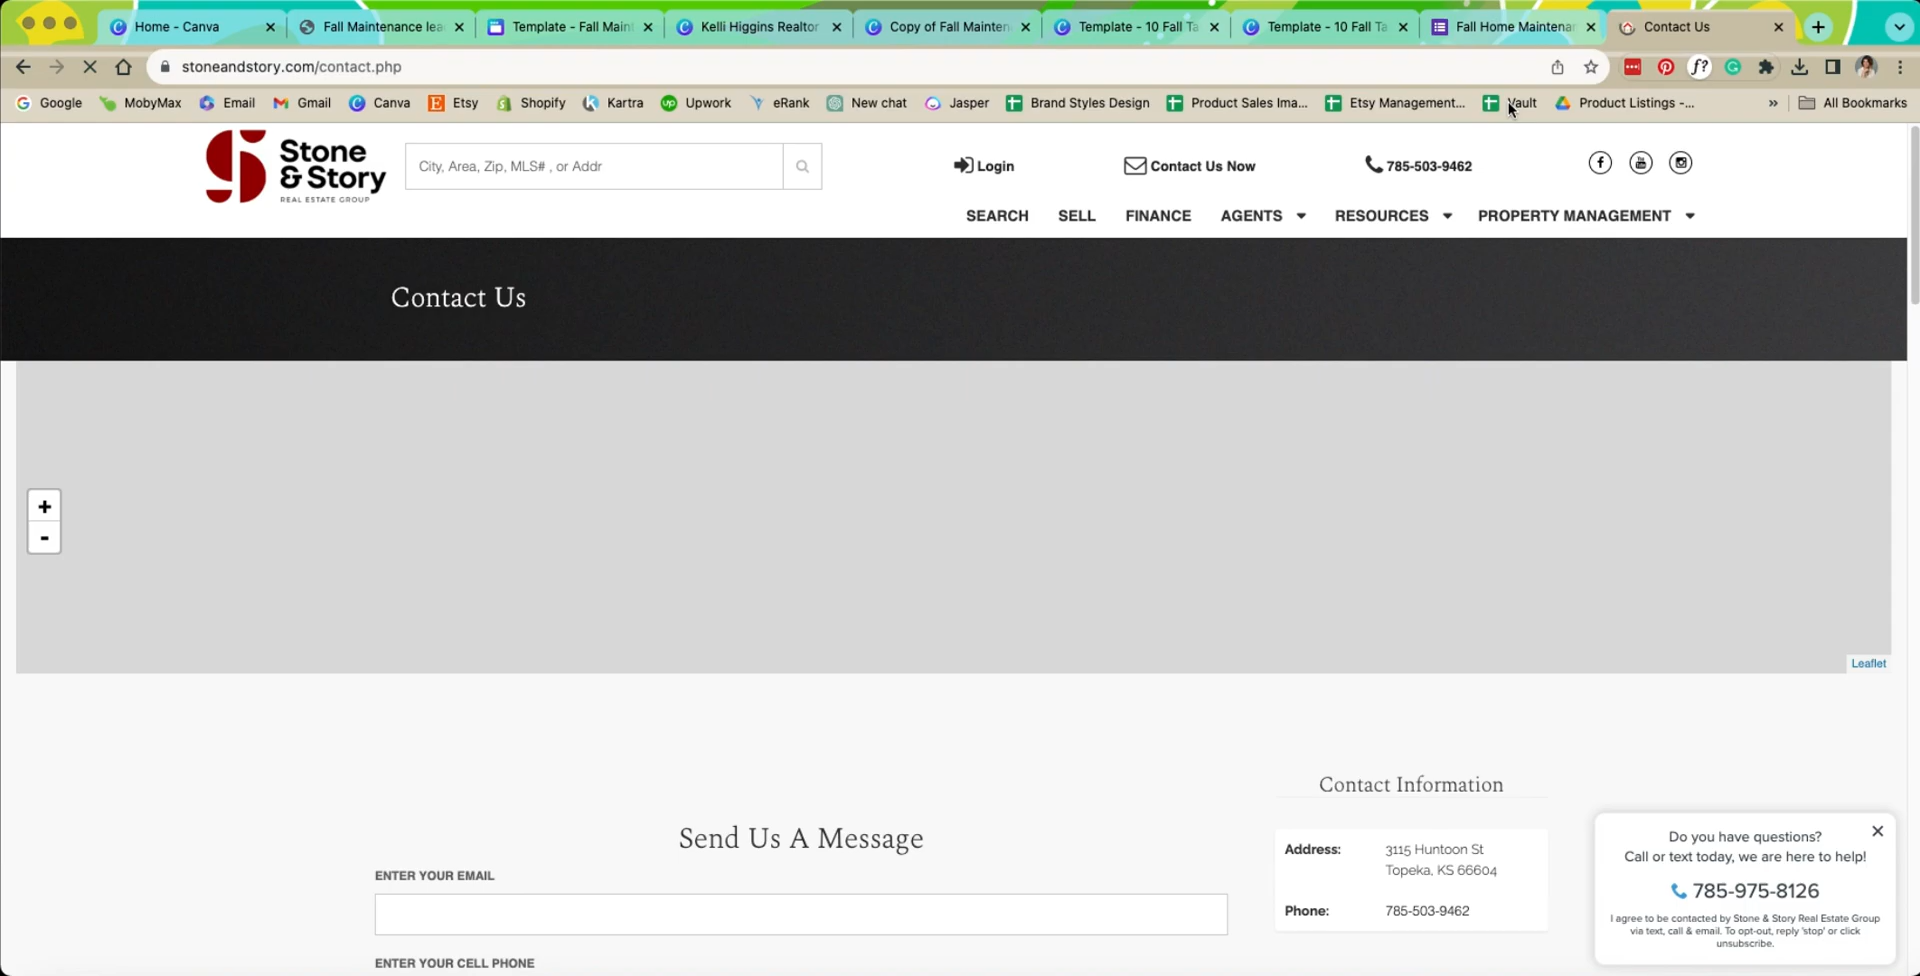 Home - Canva
Fall Maintenance lea
Template - Fall Maint
Kelli Higgins Realtor
Copy of Fall Mainten
Template - 10 Fall Ta
Template - 10 Fall Ta
Fall Home Maintenan
Contact Us
stoneandstory.com/contact.php
f?
Google
MobyMax
Email
Gmail
Canva
Etsy
Shopify
Kartra
Upwork
eRank
New chat
Jasper
Brand Styles Design
Product Sales Ima...
Etsy Management...
Vault
Product Listings -...
»
All Bookmarks
Stone
& Story
REAL ESTATE GROUP
City, Area, Zip, MLS# , or Addr
Login
Contact Us Now
785-503-9462
SEARCH
SELL
FINANCE
AGENTS
RESOURCES
PROPERTY MANAGEMENT
Contact Us
+
-
Leaflet
Send Us A Message
ENTER YOUR EMAIL
ENTER YOUR CELL PHONE
Contact Information
Address: 3115 Huntoon St
Topeka, KS 66604
Phone: 785-503-9462
Do you have questions?
Call or text today, we are here to help!
785-975-8126
I agree to be contacted by Stone & Story Real Estate Group
via text, call & email. To opt-out, reply 'stop' or click
unsubscribe.